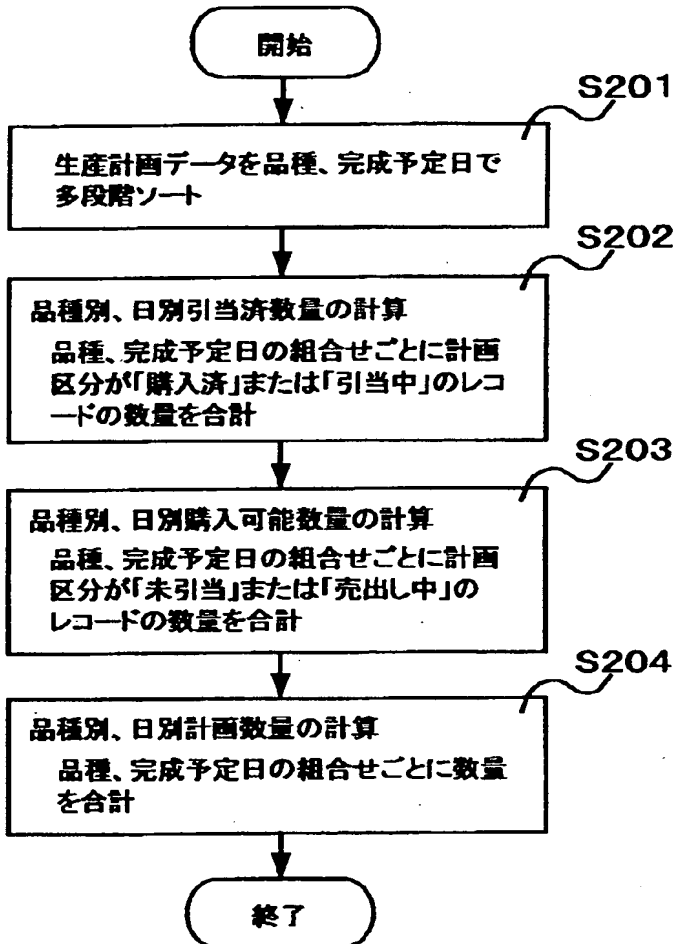 開始
S201
生産計画データを品種、完成予定日で
多段階ソート
S202
品種別、日別引当済数量の計算
品種、完成予定日の組合せごとに計画
区分が「購入済」または「引当中」のレコ
ードの数量を合計
S203
品種別、日別購入可能数量の計算
品種、完成予定日の組合せごとに計画
区分が「未引当」または「売出し中」の
レコードの数量を合計
S204
品種別、日別計画数量の計算
品種、完成予定日の組合せごとに数量
を合計
終了